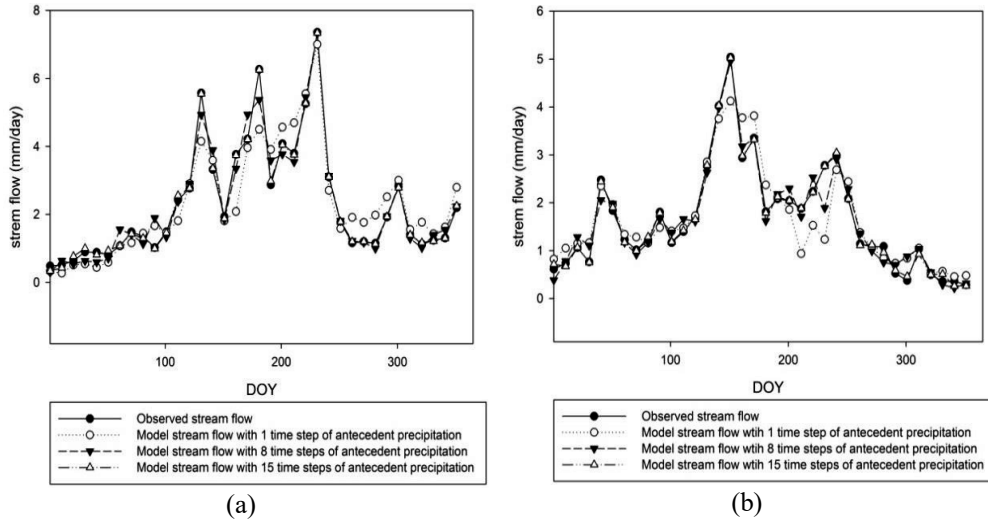 8
6
4
2
0
strem flow (mm/day)
100
200
300
DOY
Observed stream flow
Model stream flow with 1 time step of antecedent precipitation
Model stream flow with 8 time steps of antecedent precipitation
Model stream flow with 15 time steps of antecedent precipitation
(a)
6
5
4
3
2
1
0
strem flow (mm/day)
100
200
300
DOY
Observed stream flow
Model stream flow wtih 1 time step of antecedent precipitation
Model stream flow wtih 8 time steps of antecedent precipitation
Model stream flow wtih 15 time steps of antecedent precipitation
(b)